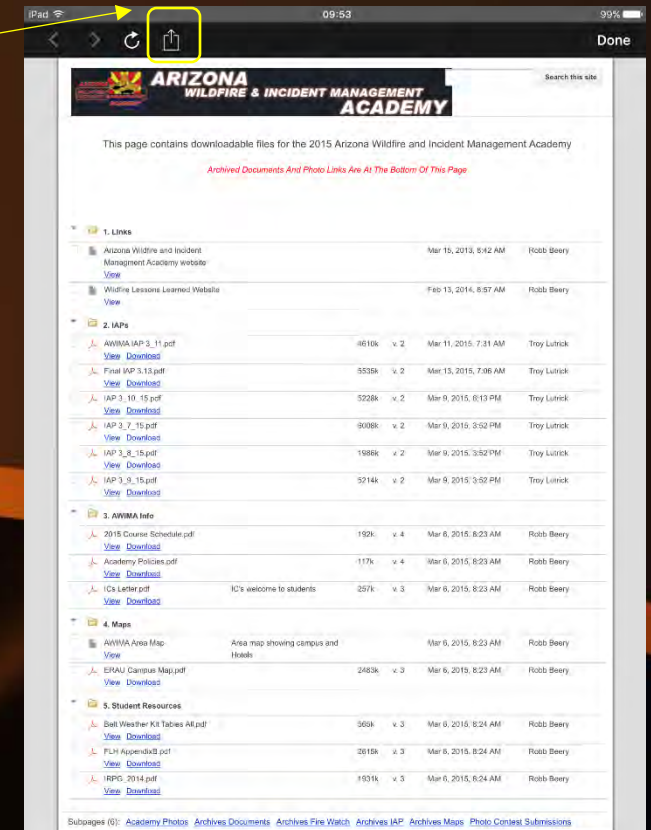 iPad 09:53 99%
Done
ARIZONA
WILDFIRE & INCIDENT MANAGEMENT
ACADEMY
Search this site
This page contains downloadable files for the 2015 Arizona Wildfire and Incident Management Academy
Archived Documents And Photo Links Are At The Bottom Of This Page
1. Links
Arizona Wildfire and Incident Mar 15, 2013, 8:42 AM Robb Beery
Managment Academy website
View
Wildfire Lessons Learned Website Feb 13, 2014, 8:57 AM Robb Beery
View
2. IAPs
AWIMA IAP 3_11.pdf 4610k v. 2 Mar 11, 2015, 7:31 AM Troy Lutrick
View Download
Final IAP 3.13.pdf 5535k v. 2 Mar 13, 2015, 7:06 AM Troy Lutrick
View Download
IAP 3_10_15.pdf 5228k v. 2 Mar 9, 2015, 8:13 PM Troy Lutrick
View Download
IAP 3_7_15.pdf v. 2 Mar 9, 2015, 3:52 PM Troy Lutrick
View Download
IAP 3_8_15.pdf 1986k v. 2 Mar 9, 2015, 3:52 PM Troy Lutrick
View Download
IAP 3_9_15.pdf 5214k v. 2 Mar 9, 2015, 3:52 PM Troy Lutrick
View Download
3. AWIMA Info
2015 Course Schedule.pdf 192k v. 4 Mar 6, 2015, 8:23 AM Robb Beery
View Download
Academy Policies.pdf 117k v. 4 Mar 6, 2015, 8:23 AM Robb Beery
View Download
ICs Letter.pdf IC's welcome to students 257k v. 3 Mar 6, 2015, 8:23 AM Robb Beery
View Download
4. Maps
AWIMA Area Map Area map showing campus and Mar 6, 2015, 8:23 AM Robb Beery
View Hotels
ERAU Campus Map.pdf 2483k v. 3 Mar 6, 2015, 8:23 AM Robb Beery
View Download
5. Student Resources
Belt Weather Kit Tables All.pdf 565k v. 3 Mar 6, 2015, 8:24 AM Robb Beery
View Download
FLH AppendixB.pdf 2615k v. 3 Mar 6, 2015, 8:24 AM Robb Beery
View Download
IRPG_2014.pdf 1931k v. 3 Mar 6, 2015, 8:24 AM Robb Beery
View Download
Subpages (6): Academy Photos Archives Documents Archives Fire Watch Archives IAP Archives Maps Photo Contest Submissions